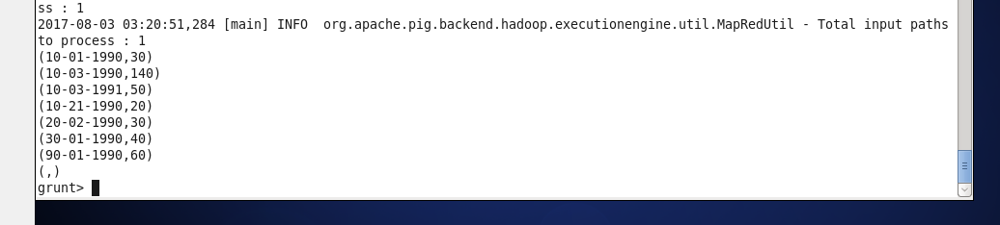 ss : 1
2017-08-03 03:20:51,284 [main] INFO  org.apache.pig.backend.hadoop.executionengine.util.MapRedUtil - Total input paths
to process : 1
(10-01-1990,30)
(10-03-1990,140)
(10-03-1991,50)
(10-21-1990,20)
(20-02-1990,30)
(30-01-1990,40)
(90-01-1990,60)
(,)
grunt>